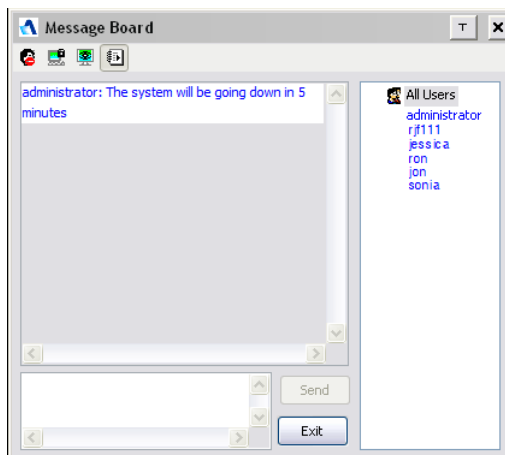 Message Board
T
administrator: The system will be going down in 5
minutes
All Users
administrator
rjf111
jessica
ron
jon
sonia
Send
Exit